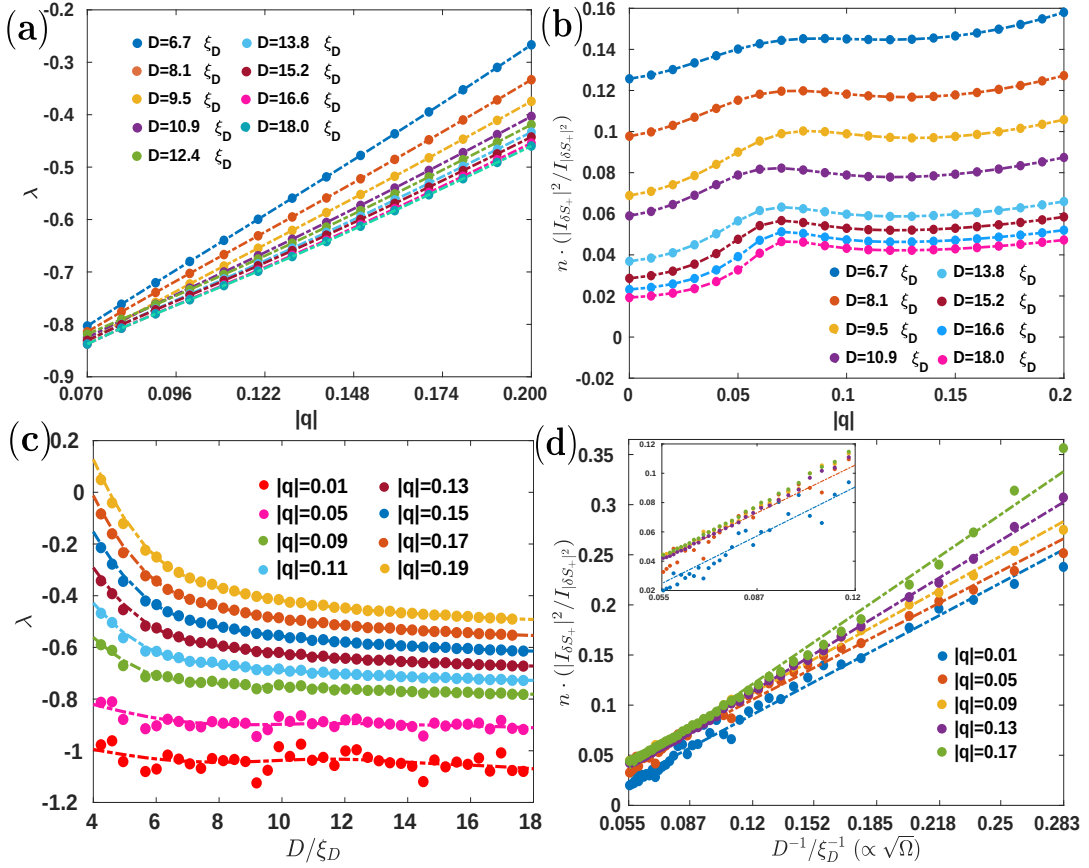 (a)
-0.2
-0.3
-0.4
-0.5
-0.6
-0.7
-0.8
-0.9
λ
D=6.7 ξ_D D=13.8 ξ_D
D=8.1 ξ_D D=15.2 ξ_D
D=9.5 ξ_D D=16.6 ξ_D
D=10.9 ξ_D D=18.0 ξ_D
D=12.4 ξ_D
0.070 0.096 0.122 0.148 0.174 0.200
|q|
(b)
0.16
0.14
0.12
0.1
0.08
0.06
0.04
0.02
0
-0.02
n · (|I_{δS_+}|^2 / I_{|δS_+|^2})
D=6.7 ξ_D D=13.8 ξ_D
D=8.1 ξ_D D=15.2 ξ_D
D=9.5 ξ_D D=16.6 ξ_D
D=10.9 ξ_D D=18.0 ξ_D
0 0.05 0.1 0.15 0.2
|q|
(c)
0.2
0
-0.2
-0.4
-0.6
-0.8
-1
-1.2
λ
|q|=0.01 |q|=0.13
|q|=0.05 |q|=0.15
|q|=0.09 |q|=0.17
|q|=0.11 |q|=0.19
4 6 8 10 12 14 16 18
D/ξ_D
(d)
0.35
0.3
0.25
0.2
0.15
0.1
0.05
0
n · (|I_{δS_+}|^2 / I_{|δS_+|^2})
0.12
0.1
0.08
0.06
0.04
0.02
0.055 0.087 0.12
|q|=0.01
|q|=0.05
|q|=0.09
|q|=0.13
|q|=0.17
0.055 0.087 0.12 0.152 0.185 0.218 0.25 0.283
D^{-1}/ξ_D^{-1} (∝ √Ω)